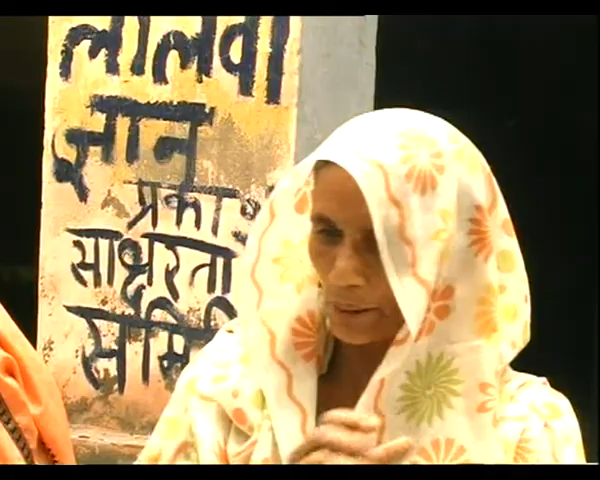 लालवा
ज्ञान
प्रकाश
साक्षरता
समि